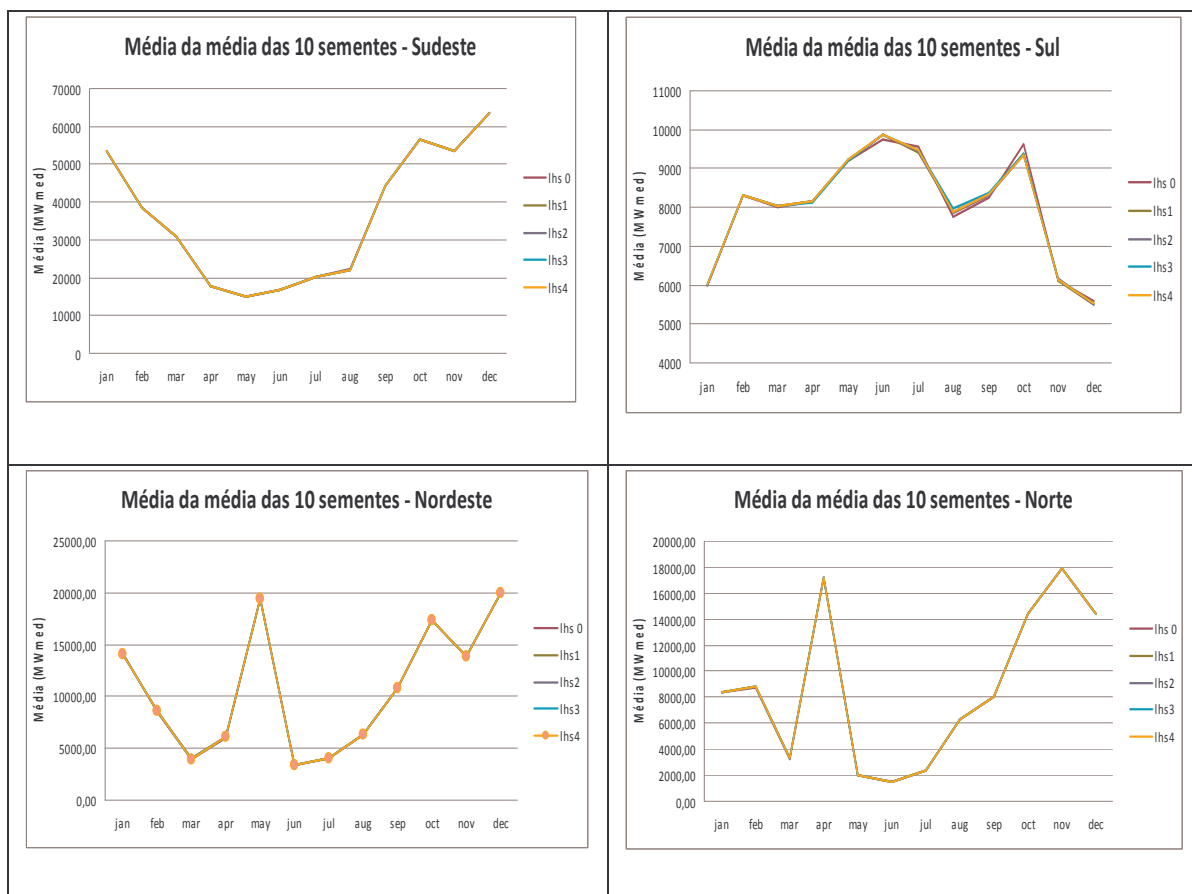 Média da média das 10 sementes - Sudeste
70000
60000
50000
40000
30000
20000
10000
0
Média (MWmed)
jan feb mar apr may jun jul aug sep oct nov dec
lhs 0
lhs1
lhs2
lhs3
lhs4
Média da média das 10 sementes - Sul
11000
10000
9000
8000
7000
6000
5000
4000
Média (MWmed)
jan feb mar apr may jun jul aug sep oct nov dec
lhs 0
lhs1
lhs2
lhs3
lhs4
Média da média das 10 sementes - Nordeste
25000,00
20000,00
15000,00
10000,00
5000,00
0,00
Média (MWmed)
jan feb mar apr may jun jul aug sep oct nov dec
lhs 0
lhs1
lhs2
lhs3
lhs4
Média da média das 10 sementes - Norte
20000,00
18000,00
16000,00
14000,00
12000,00
10000,00
8000,00
6000,00
4000,00
2000,00
0,00
Média (MWmed)
jan feb mar apr may jun jul aug sep oct nov dec
lhs 0
lhs1
lhs2
lhs3
lhs4